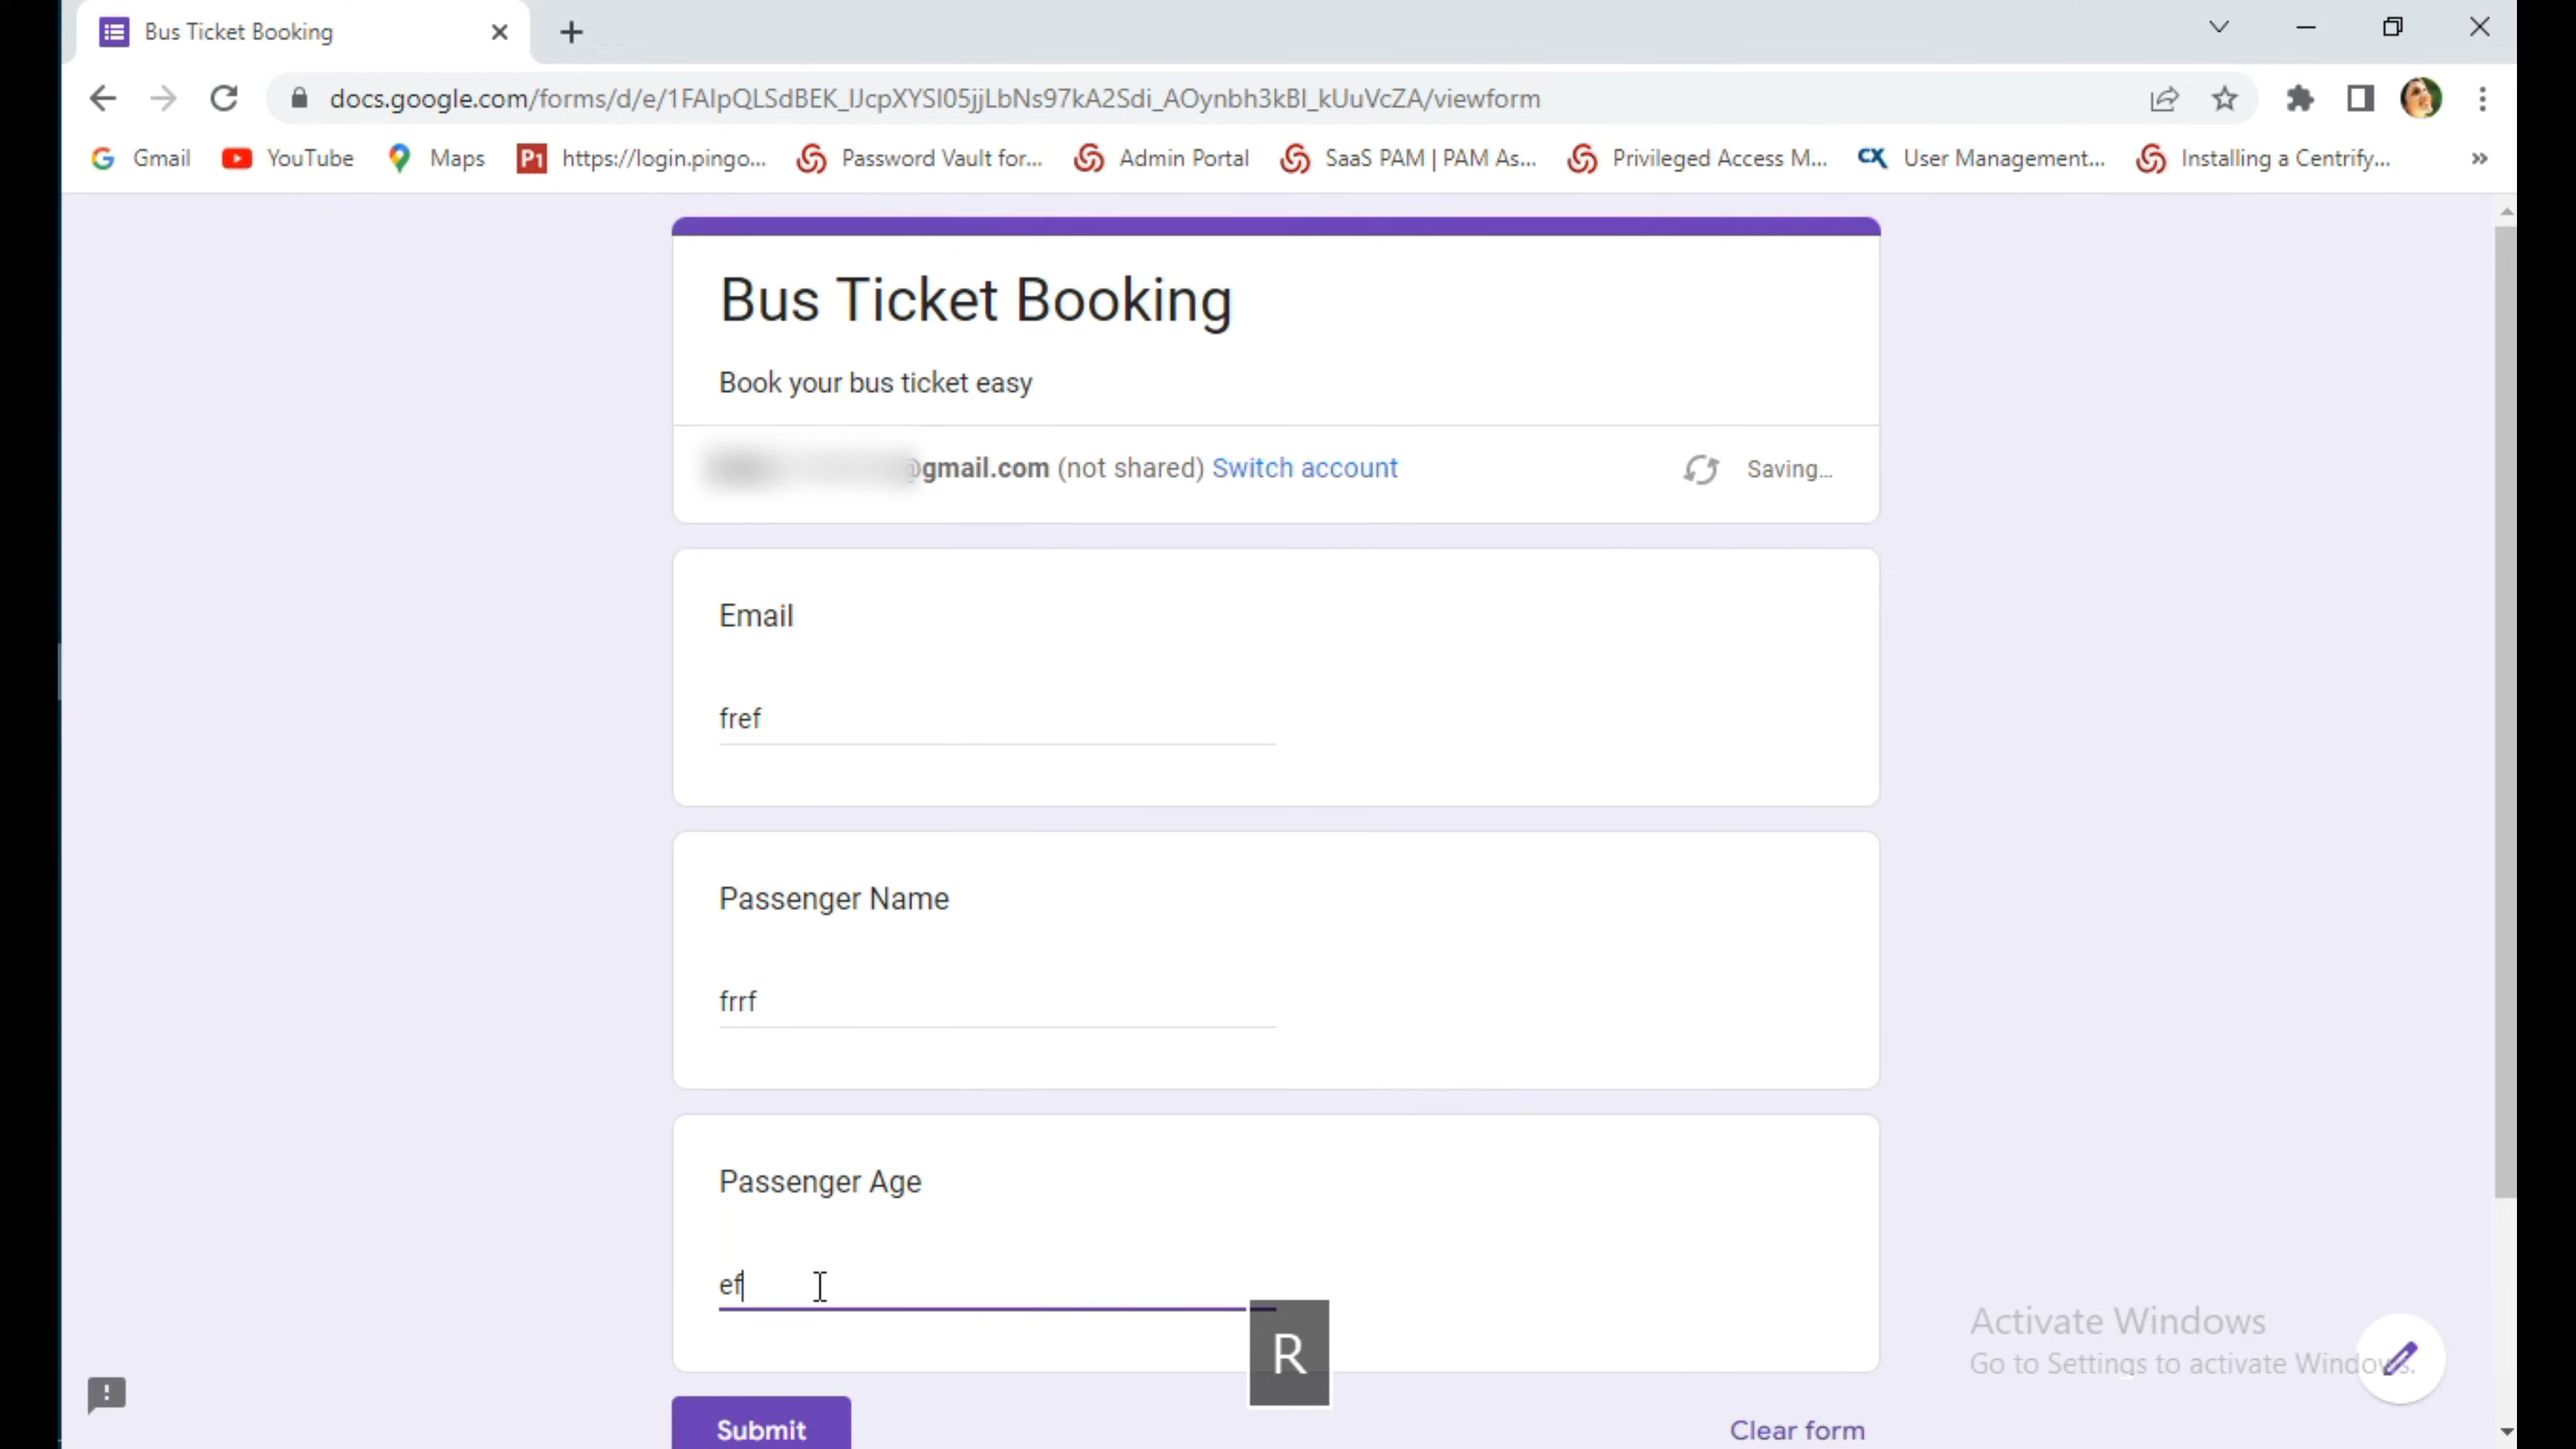 Bus Ticket Booking
docs.google.com/forms/d/e/1FAIpQLSdBEK_IJcpXYSI05jjLbNs97kA2Sdi_AOynbh3kBI_kUuVcZA/viewform
Gmail YouTube Maps https://login.pingo... Password Vault for... Admin Portal SaaS PAM | PAM As... Privileged Access M... User Management... Installing a Centrify... »
Bus Ticket Booking
Book your bus ticket easy
@gmail.com (not shared) Switch account Saving...
Email
fref
Passenger Name
frrf
Passenger Age
ef
R
Activate Windows
Go to Settings to activate Windows.
Submit Clear form